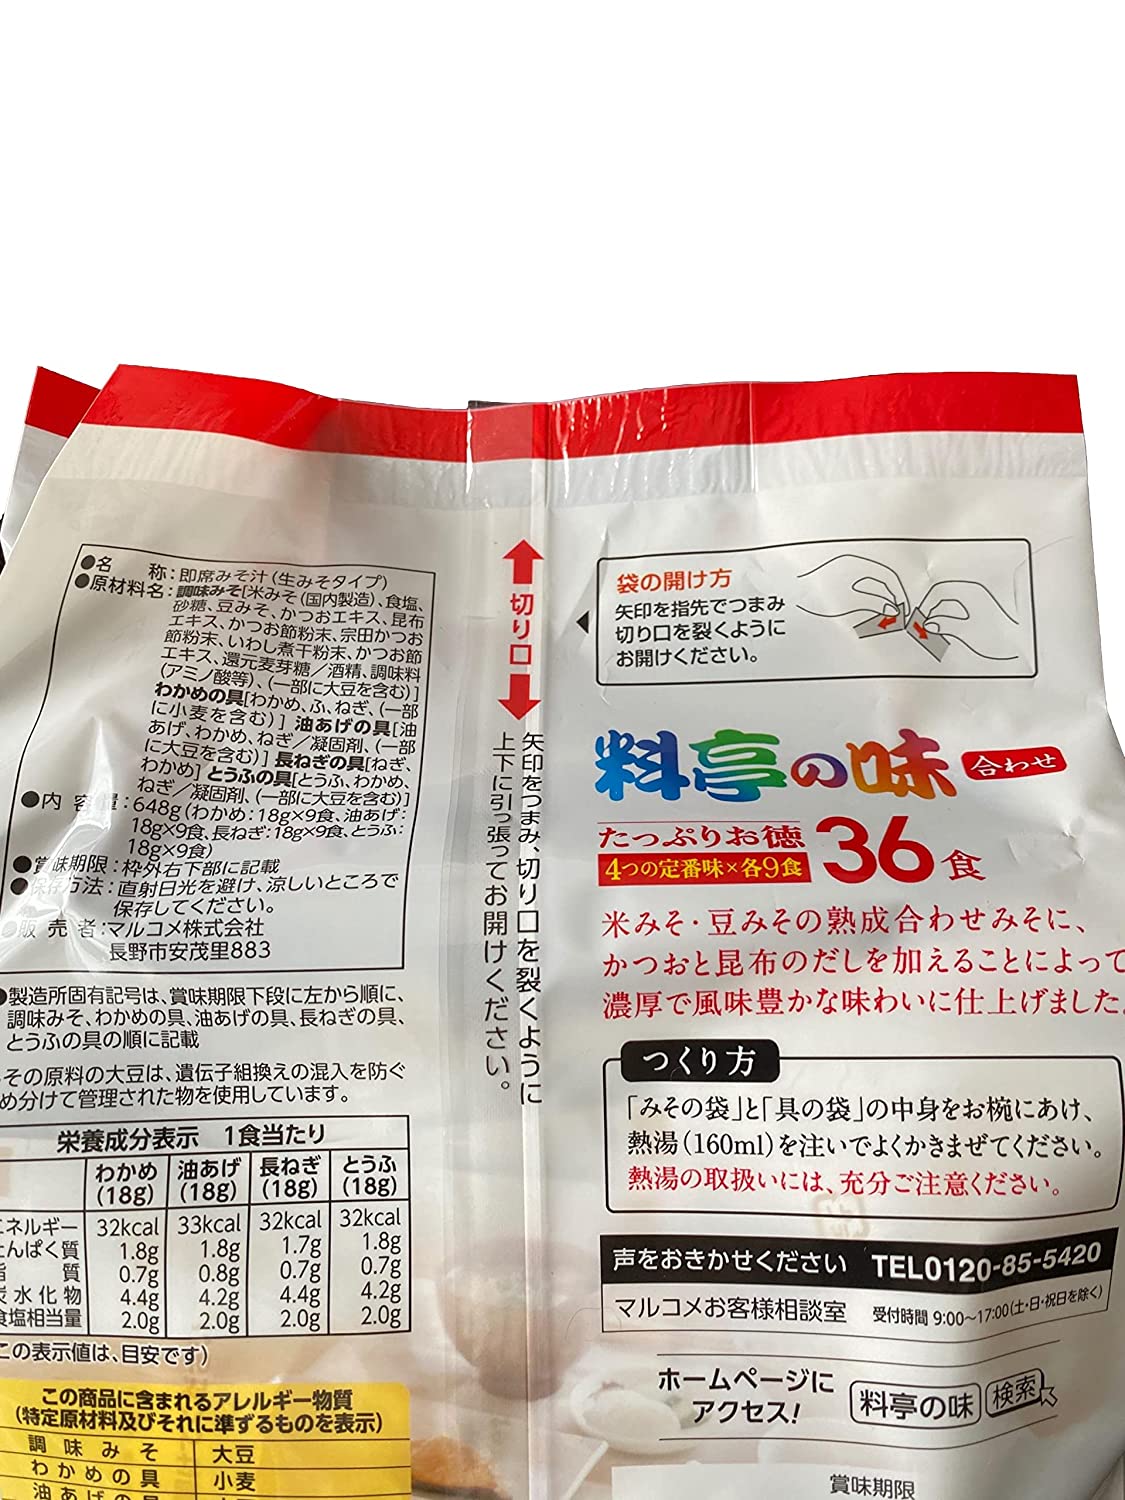 ●名　　称：即席みそ汁(生みそタイプ)
●原材料名：調味みそ[米みそ(国内製造)、食塩、
砂糖、豆みそ、かつおエキス、昆布
エキス、かつお節粉末、宗田かつお
節粉末、いわし煮干粉末、かつお節
エキス、還元麦芽糖／酒精、調味料
(アミノ酸等)、(一部に大豆を含む)]
わかめの具[わかめ、ふ、ねぎ、(一部
に小麦を含む)] 油あげの具[油
あげ、わかめ、ねぎ／凝固剤、(一部
に大豆を含む)] 長ねぎの具[ねぎ、
わかめ] とうふの具[とうふ、わかめ、
ねぎ／凝固剤、(一部に大豆を含む)]
●内 容 量：648g(わかめ：18g×9食、油あげ：
18g×9食、長ねぎ：18g×9食、とうふ：
18g×9食)
●賞味期限：枠外右下部に記載
●保存方法：直射日光を避け、涼しいところで
保存してください。
●販 売 者：マルコメ株式会社
長野市安茂里883
●製造所固有記号は、賞味期限下段に左から順に、
調味みそ、わかめの具、油あげの具、長ねぎの具、
とうふの具の順に記載
その原料の大豆は、遺伝子組換えの混入を防ぐ
め分けて管理された物を使用しています。
栄養成分表示　1食当たり
わかめ(18g) 油あげ(18g) 長ねぎ(18g) とうふ(18g)
エネルギー 32kcal 33kcal 32kcal 32kcal
たんぱく質 1.8g 1.8g 1.7g 1.8g
脂 質 0.7g 0.8g 0.7g 0.7g
炭水化物 4.4g 4.2g 4.4g 4.2g
食塩相当量 2.0g 2.0g 2.0g 2.0g
この表示値は、目安です)
この商品に含まれるアレルギー物質
(特定原材料及びそれに準ずるものを表示)
調味みそ 大豆
わかめの具 小麦
油あげの具
切り口
矢印をつまみ、切り口を裂くように
上下に引っ張ってお開けください。
袋の開け方
矢印を指先でつまみ
切り口を裂くように
お開けください。
料亭の味 合わせ
たっぷりお徳
4つの定番味×各9食
36食
米みそ・豆みその熟成合わせみそに、
かつおと昆布のだしを加えることによって
濃厚で風味豊かな味わいに仕上げました。
つくり方
「みその袋」と「具の袋」の中身をお椀にあけ、
熱湯(160ml)を注いでよくかきまぜてください。
熱湯の取扱いには、充分ご注意ください。
声をおきかせください TEL0120-85-5420
マルコメお客様相談室 受付時間 9:00〜17:00(土・日・祝日を除く)
ホームページに
アクセス! 料亭の味 検索
賞味期限